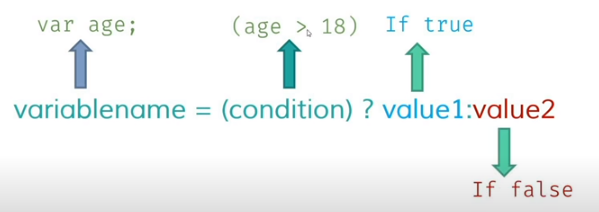 var age; (age > 18) If true
variablename = (condition) ? value1:value2
If false